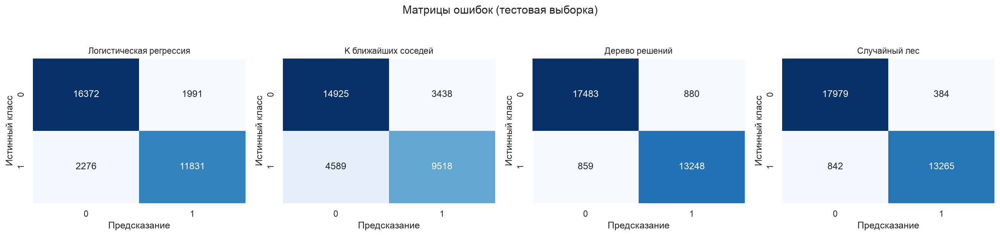 Матрицы ошибок (тестовая выборка)
Логистическая регрессия
Истинный класс
0
16372
1991
1
2276
11831
0
1
Предсказание
К ближайших соседей
Истинный класс
0
14925
3438
1
4589
9518
0
1
Предсказание
Дерево решений
Истинный класс
0
17483
880
1
859
13248
0
1
Предсказание
Случайный лес
Истинный класс
0
17979
384
1
842
13265
0
1
Предсказание